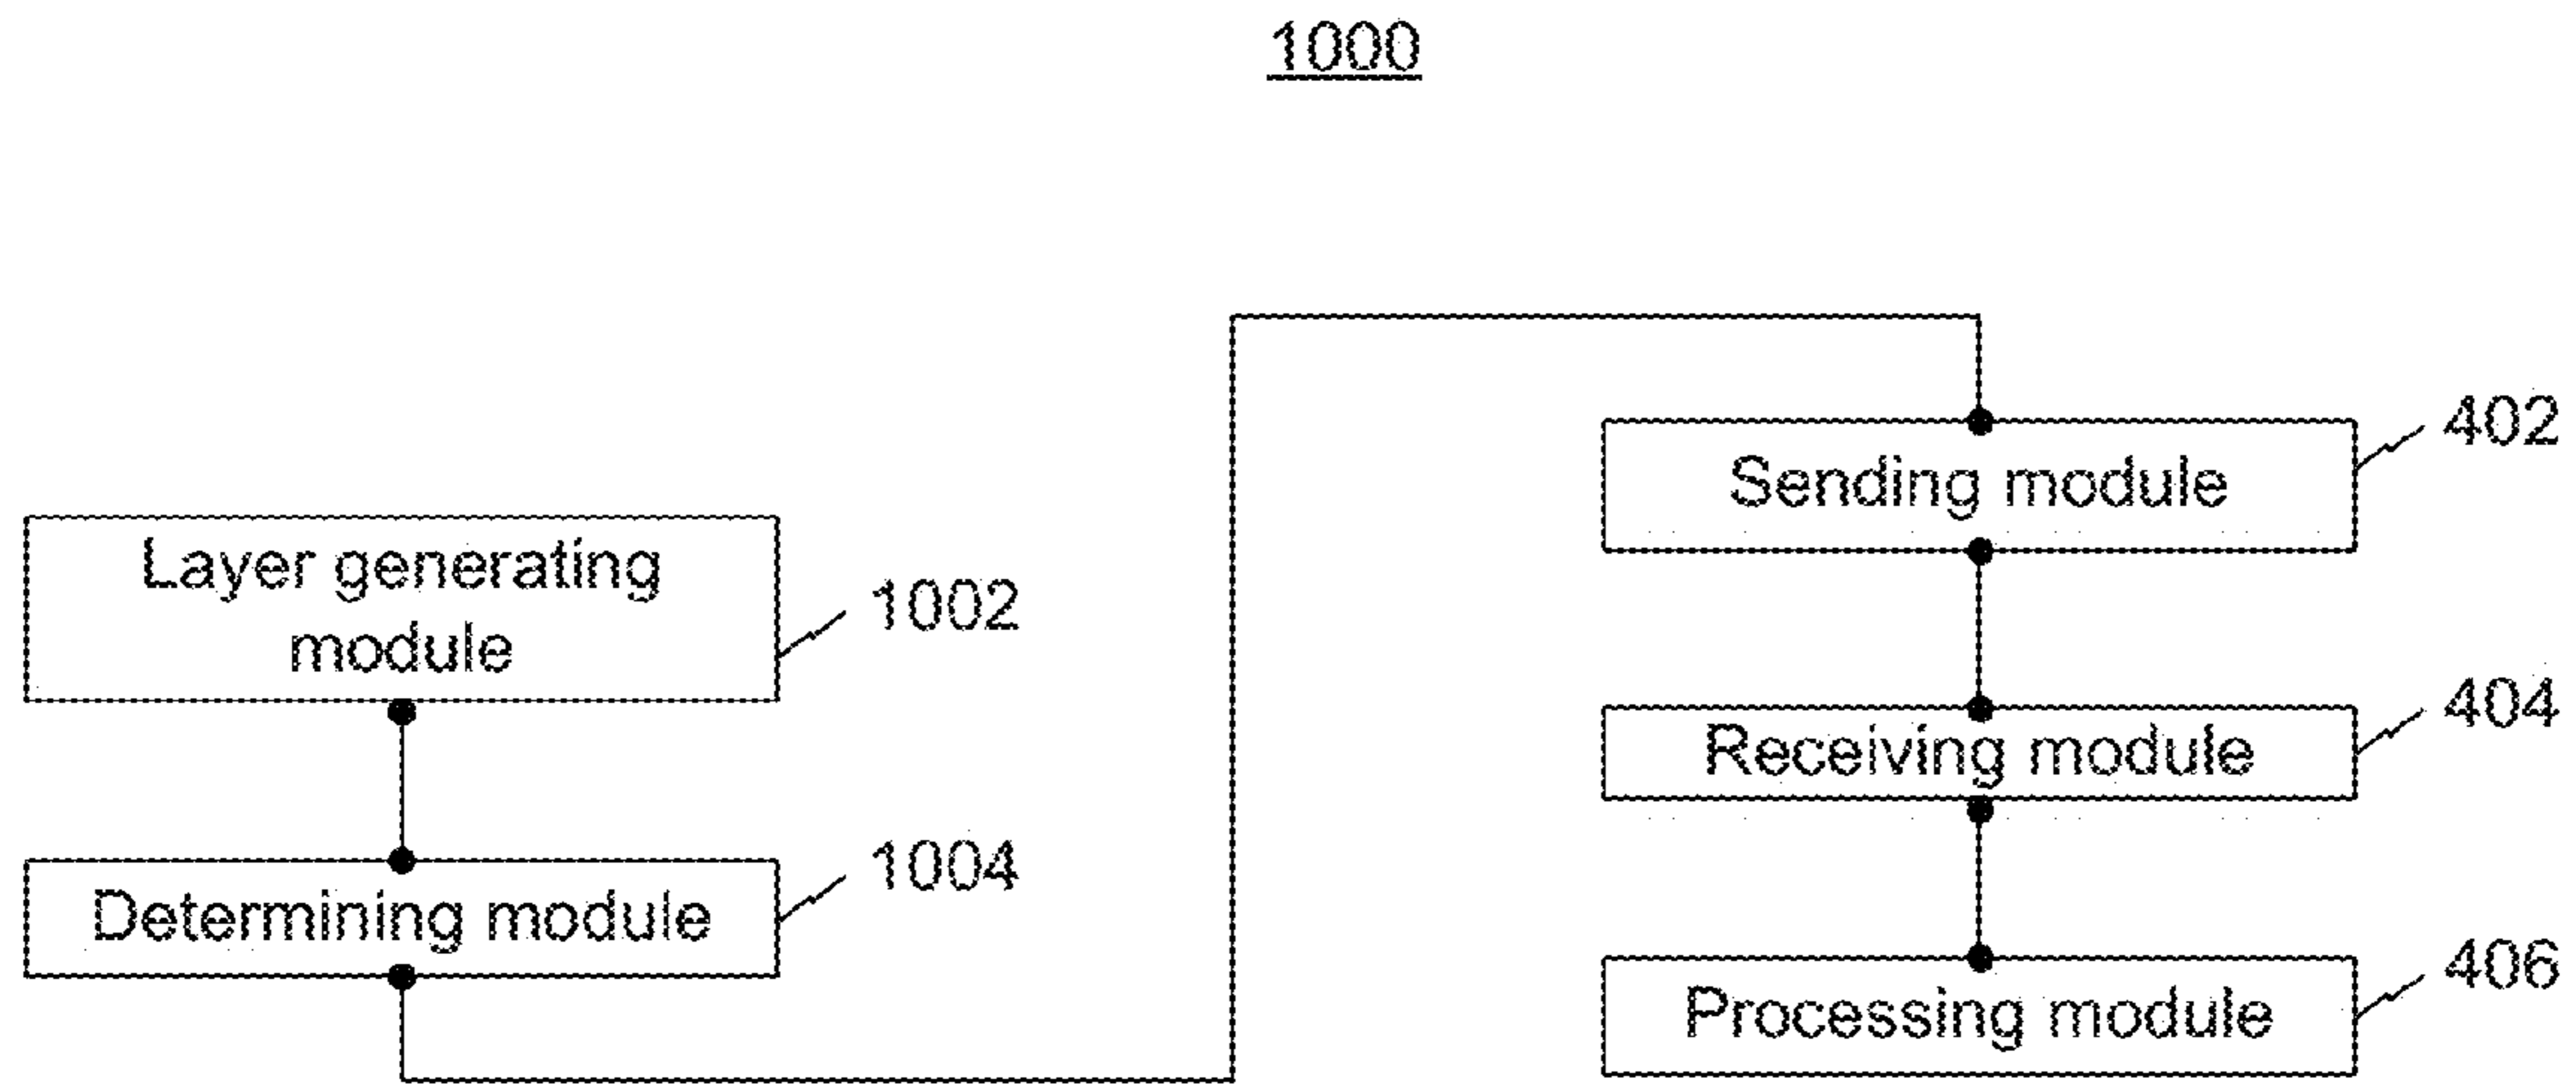 1000
Layer generating
module
1002
Determining module
1004
Sending module
402
Receiving module
404
Processing module
406